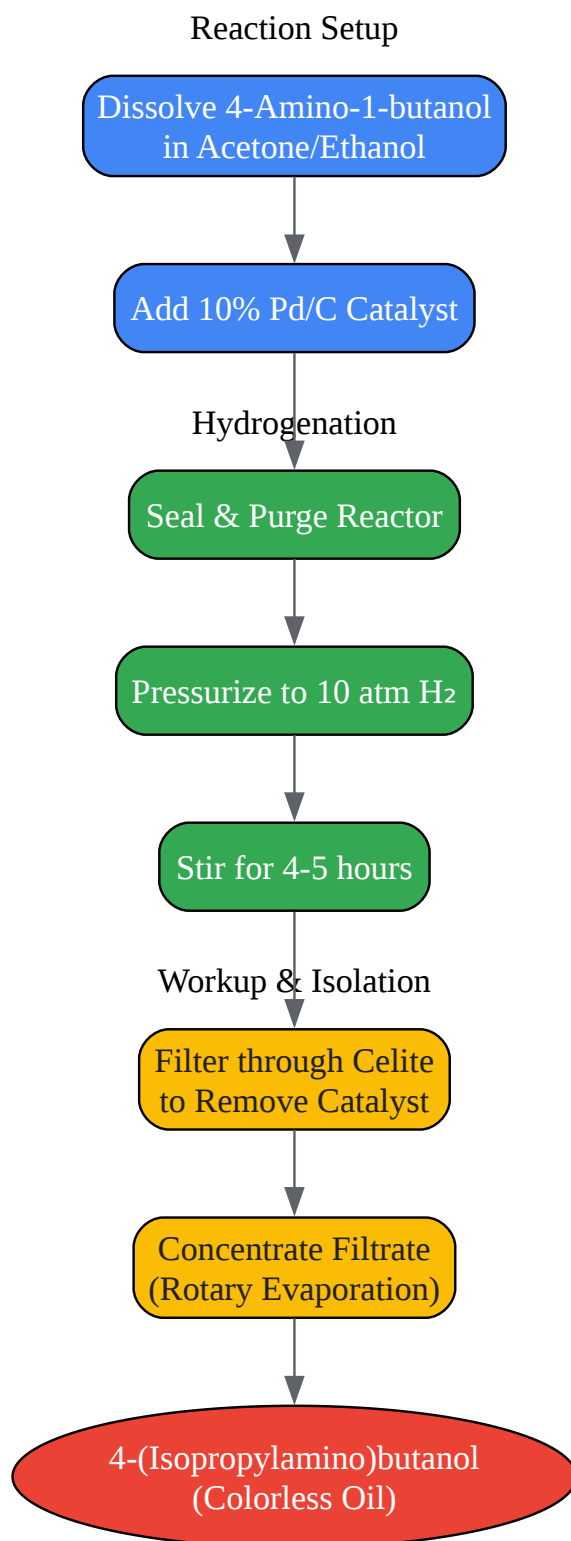 Reaction Setup
Dissolve 4-Amino-1-butanol
in Acetone/Ethanol
Add 10% Pd/C Catalyst
Hydrogenation
Seal & Purge Reactor
Pressurize to 10 atm H₂
Stir for 4-5 hours
Workup & Isolation
Filter through Celite
to Remove Catalyst
Concentrate Filtrate
(Rotary Evaporation)
4-(Isopropylamino)butanol
(Colorless Oil)